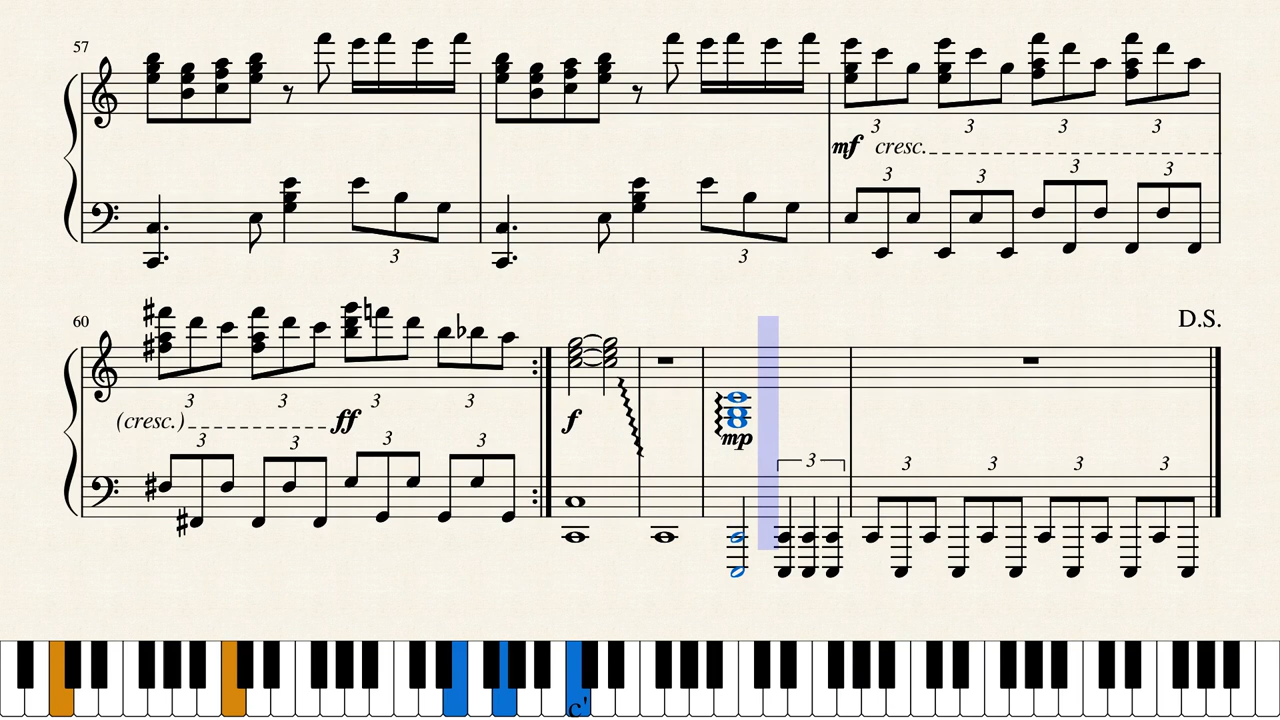 57
mf cresc.
3 3 3 3
3 3 3 3
3 3
60
D.S.
3 3 3 3
(cresc.) ff f mp
3 3 3 3
3 3 3 3 3
c'